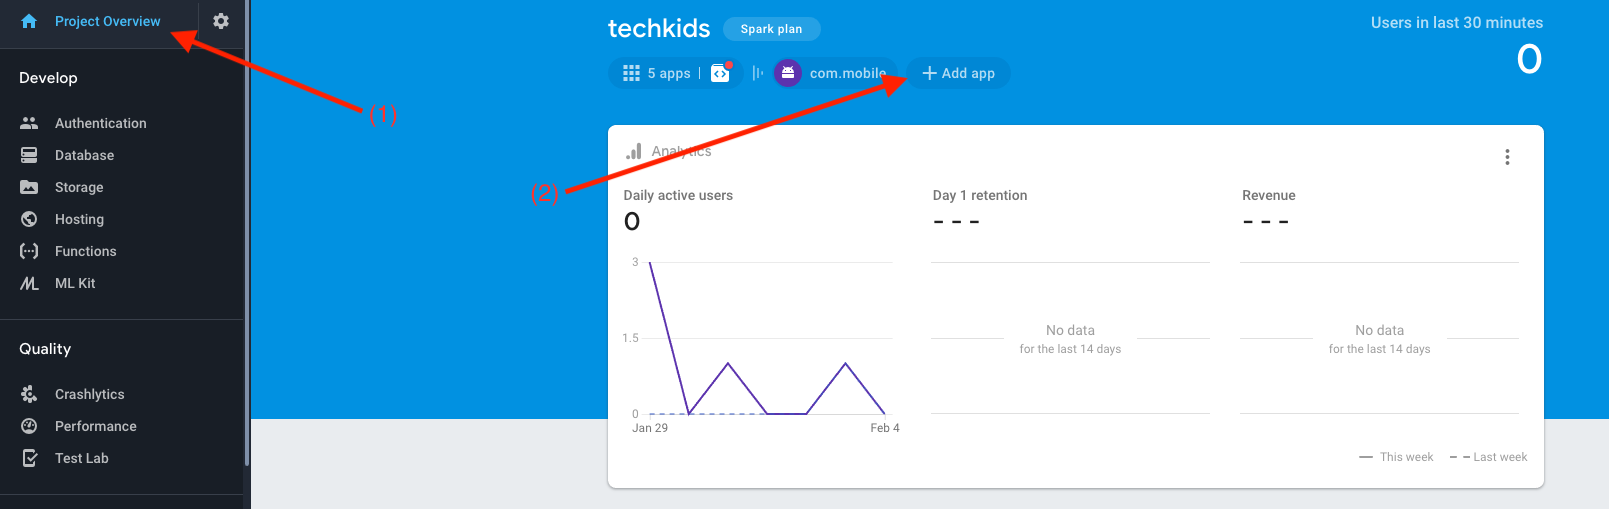 Project Overview
Develop
Authentication
Database
Storage
Hosting
Functions
ML Kit
Quality
Crashlytics
Performance
Test Lab
(1)
techkids Spark plan
5 apps com.mobile + Add app
Users in last 30 minutes
0
(2)
Analytics
Daily active users
0
3
1.5
0
Jan 29 Feb 4
Day 1 retention
- - -
No data
for the last 14 days
Revenue
- - -
No data
for the last 14 days
This week Last week